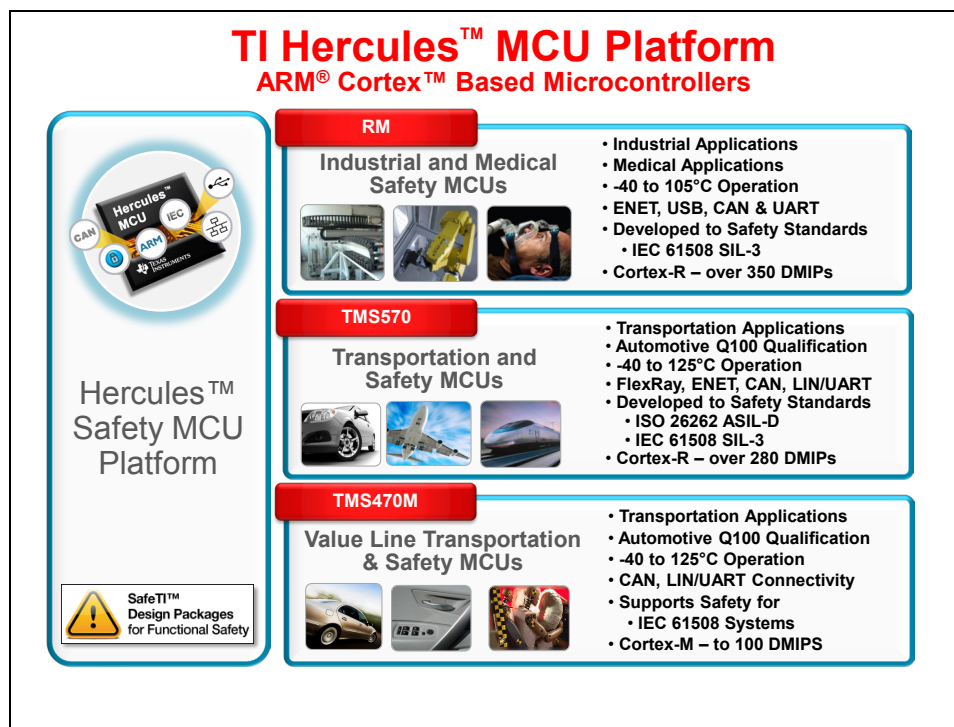 TI Hercules™ MCU Platform
ARM® Cortex™ Based Microcontrollers
Hercules™
MCU
IEC
CAN
ARM
TEXAS
INSTRUMENTS
Hercules™
Safety MCU
Platform
SafeTI™
Design Packages
for Functional Safety
RM
Industrial and Medical
Safety MCUs
• Industrial Applications
• Medical Applications
• -40 to 105°C Operation
• ENET, USB, CAN & UART
• Developed to Safety Standards
• IEC 61508 SIL-3
• Cortex-R – over 350 DMIPs
TMS570
Transportation and
Safety MCUs
• Transportation Applications
• Automotive Q100 Qualification
• -40 to 125°C Operation
• FlexRay, ENET, CAN, LIN/UART
• Developed to Safety Standards
• ISO 26262 ASIL-D
• IEC 61508 SIL-3
• Cortex-R – over 280 DMIPs
TMS470M
Value Line Transportation
& Safety MCUs
• Transportation Applications
• Automotive Q100 Qualification
• -40 to 125°C Operation
• CAN, LIN/UART Connectivity
• Supports Safety for
• IEC 61508 Systems
• Cortex-M – to 100 DMIPS